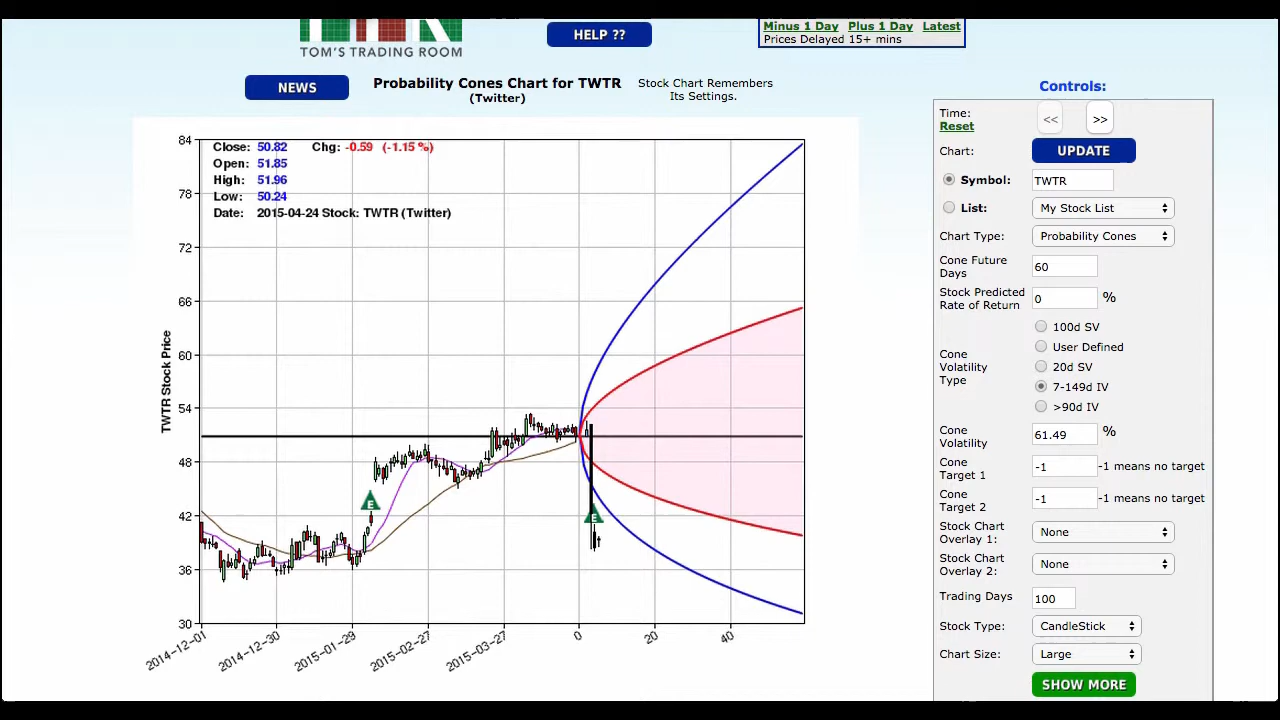 TOM'S TRADING ROOM
HELP ??
Minus 1 Day Plus 1 Day Latest
Prices Delayed 15+ mins
NEWS
Probability Cones Chart for TWTR
(Twitter)
Stock Chart Remembers
Its Settings.
Controls:
Time:
Reset
<< >>
Chart: UPDATE
Symbol: TWTR
List: My Stock List
Chart Type: Probability Cones
Cone Future
Days
60
Stock Predicted
Rate of Return
0 %
Cone
Volatility
Type
100d SV
User Defined
20d SV
7-149d IV
>90d IV
Cone
Volatility
61.49 %
Cone
Target 1
-1 -1 means no target
Cone
Target 2
-1 -1 means no target
Stock Chart
Overlay 1:
None
Stock Chart
Overlay 2:
None
Trading Days 100
Stock Type: CandleStick
Chart Size: Large
SHOW MORE
Close: 50.82 Chg: -0.59 (-1.15 %)
Open: 51.85
High: 51.96
Low: 50.24
Date: 2015-04-24 Stock: TWTR (Twitter)
TWTR Stock Price
84
78
72
66
60
54
48
42
36
30
E
E
2014-12-01 2014-12-30 2015-01-29 2015-02-27 2015-03-27 0 20 40